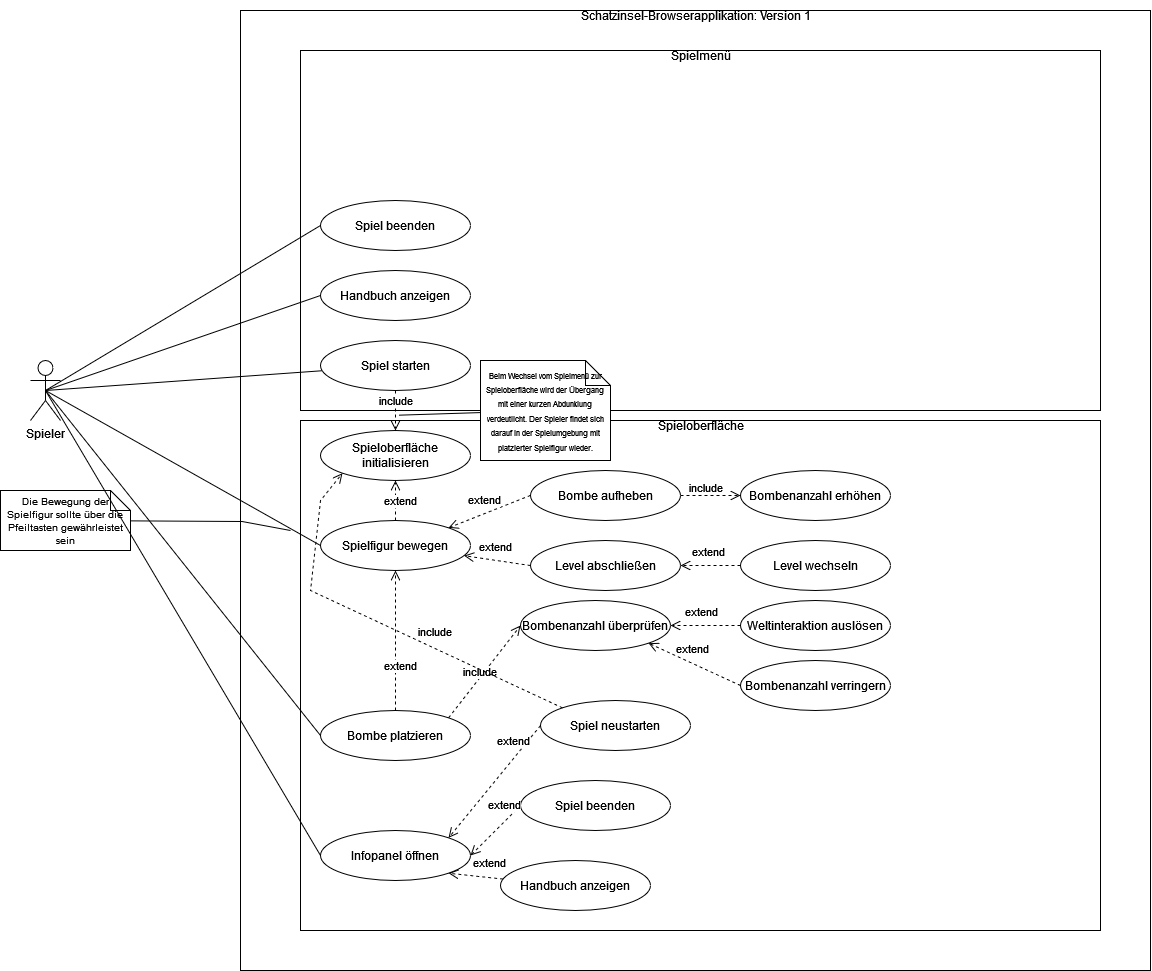 Schatzinsel-Browserapplikation: Version 1
Spielmenü
Spiel beenden
Handbuch anzeigen
Spiel starten
Spieler
include
Beim Wechsel vom Spielmenü zur
Spieloberfläche wird der Übergang
mit einer kurzen Abdunklung
verdeutlicht. Der Spieler findet sich
darauf in der Spielumgebung mit
platzierter Spielfigur wieder.
Spieloberfläche
Spieloberfläche
initialisieren
extend
Die Bewegung der
Spielfigur sollte über die
Pfeiltasten gewährleistet
sein
Spielfigur bewegen
extend
Bombe aufheben
include
Bombenanzahl erhöhen
extend
Level abschließen
extend
Level wechseln
Bombenanzahl überprüfen
extend
Weltinteraktion auslösen
extend
Bombenanzahl verringern
include
extend
include
Bombe platzieren
Spiel neustarten
extend
extend
Spiel beenden
Infopanel öffnen
extend
Handbuch anzeigen